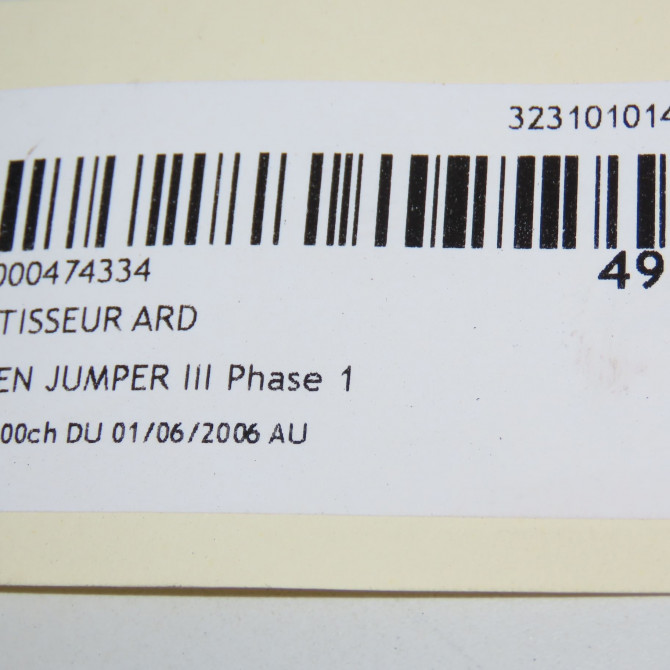 323101014
000474334
49
TISSEUR ARD
EN JUMPER III Phase 1
00ch DU 01/06/2006 AU